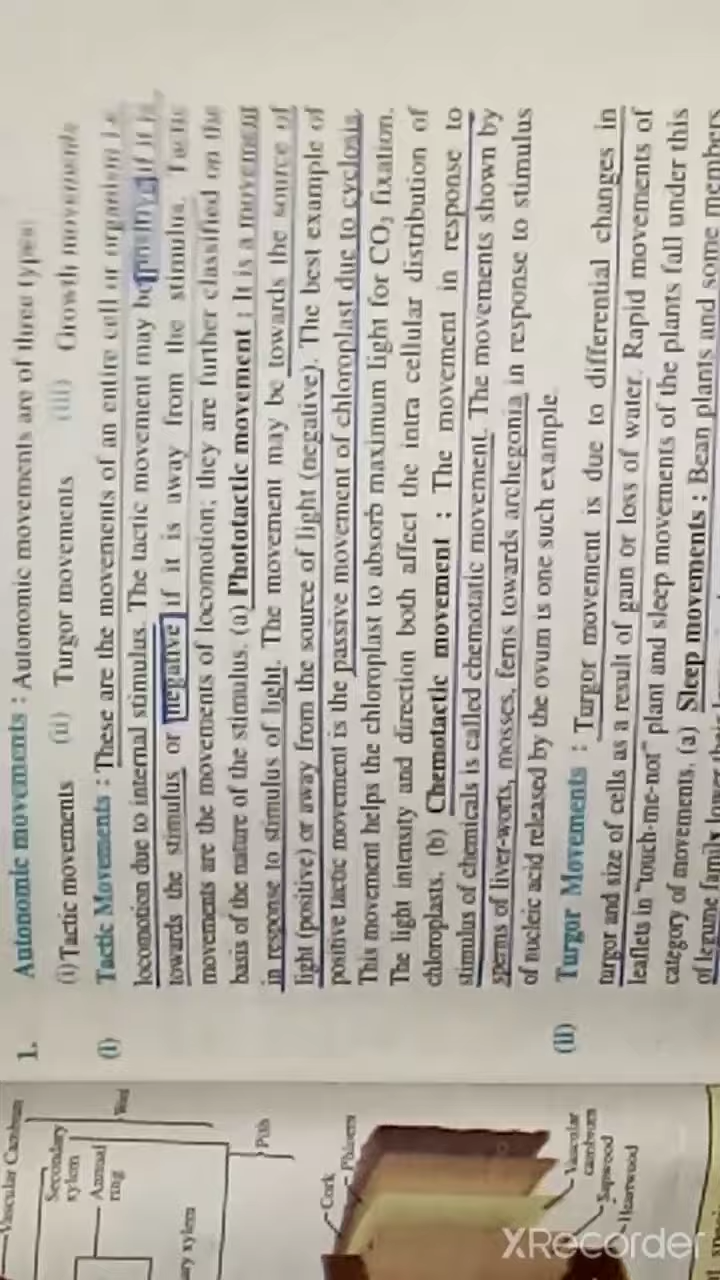 1. Autonomic movements : Autonomic movements are of three types:
(i) Tactic movements (ii) Turgor movements (iii) Growth movements
(i) Tactic Movements : These are the movements of an entire cell or organism i.e.
locomotion due to internal stimulus. The tactic movement may be positive if it is
towards the stimulus or negative if it is away from the stimulus. Tactic
movements are the movements of locomotion; they are further classified on the
basis of the nature of the stimulus. (a) Phototactic movement : It is a movement
in response to stimulus of light. The movement may be towards the source of
light (positive) or away from the source of light (negative). The best example of
positive tactic movement is the passive movement of chloroplast due to cyclosis.
This movement helps the chloroplast to absorb maximum light for CO₂ fixation.
The light intensity and direction both affect the intra cellular distribution of
chloroplasts. (b) Chemotactic movement : The movement in response to
stimulus of chemicals is called chemotatic movement. The movements shown by
sperms of liver-worts, mosses, ferns towards archegonia in response to stimulus
of nucleic acid released by the ovum is one such example.
(ii) Turgor Movements : Turgor movement is due to differential changes in
turgor and size of cells as a result of gain or loss of water. Rapid movements of
leaflets in "touch-me-not" plant and sleep movements of the plants fall under this
category of movements. (a) Sleep movements : Bean plants and some members
of legume family lower their
Vascular Cambium
Secondary
xylem
Annual
ring
Pith
ary xylem
Cork
Phloem
Vascular
cambium
Sapwood
Heartwood
XRecorder